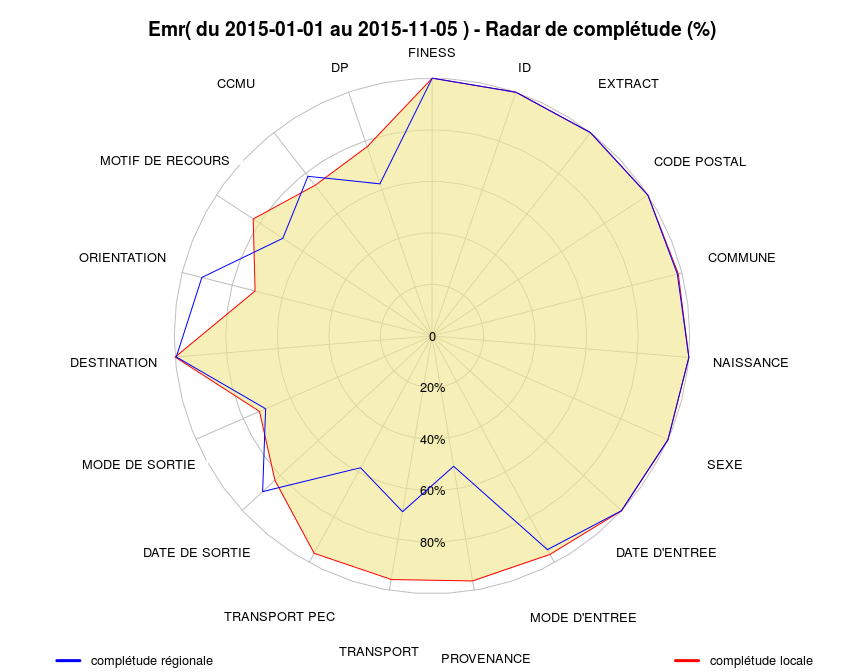 Emr( du 2015-01-01 au 2015-11-05 ) - Radar de complétude (%)
FINESS
DP
ID
CCMU
EXTRACT
MOTIF DE RECOURS
CODE POSTAL
ORIENTATION
COMMUNE
0
DESTINATION
NAISSANCE
20%
40%
MODE DE SORTIE
SEXE
60%
80%
DATE DE SORTIE
DATE D'ENTREE
TRANSPORT PEC
MODE D'ENTREE
TRANSPORT
PROVENANCE
complétude régionale
complétude locale